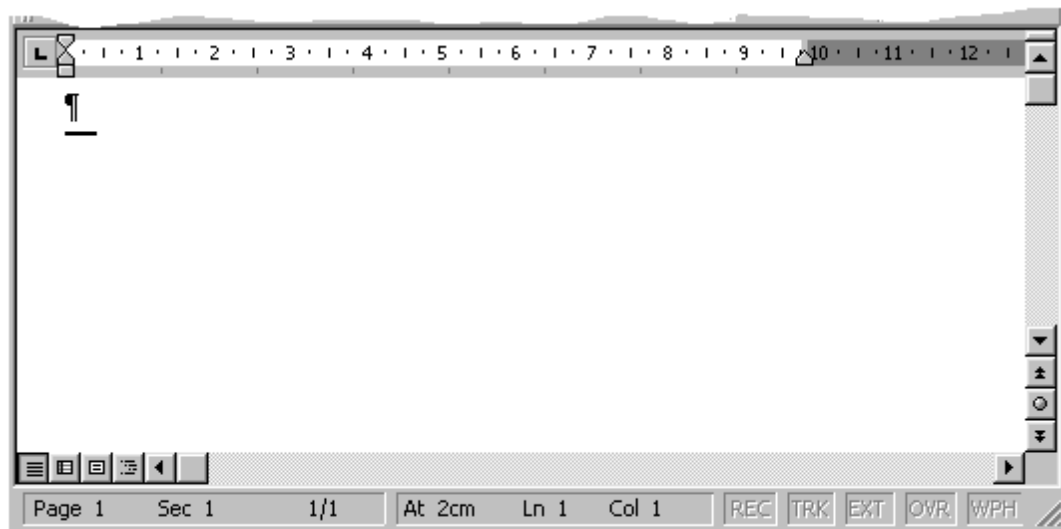 L 1 2 3 4 5 6 7 8 9 10 11 12
¶
Page 1 Sec 1 1/1 At 2cm Ln 1 Col 1 REC TRK EXT OVR WPH